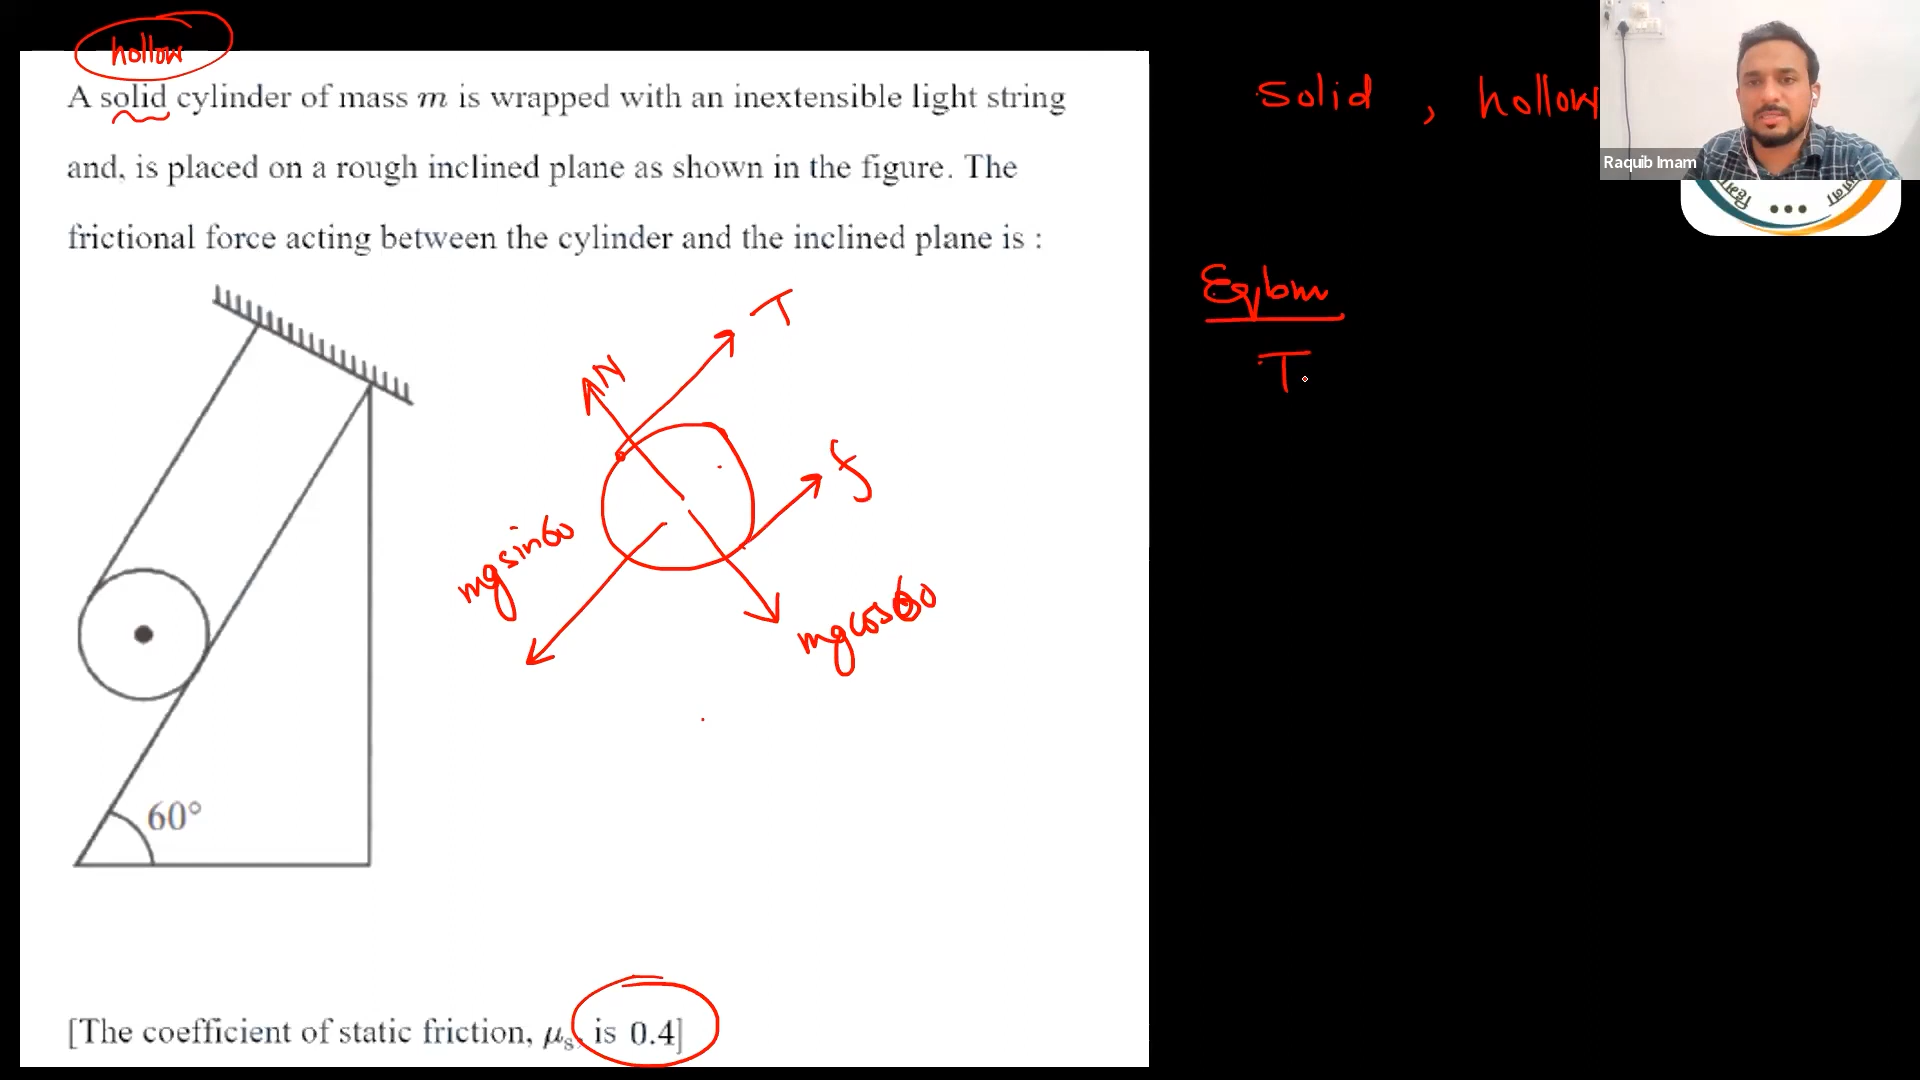 hollow
A solid cylinder of mass m is wrapped with an inextensible light string
and, is placed on a rough inclined plane as shown in the figure. The
frictional force acting between the cylinder and the inclined plane is :
60°
[The coefficient of static friction, μs, is 0.4]
T
N
f
mg sin60
mg cos60
Solid , hollow
Eqbm
T
Raquib Imam